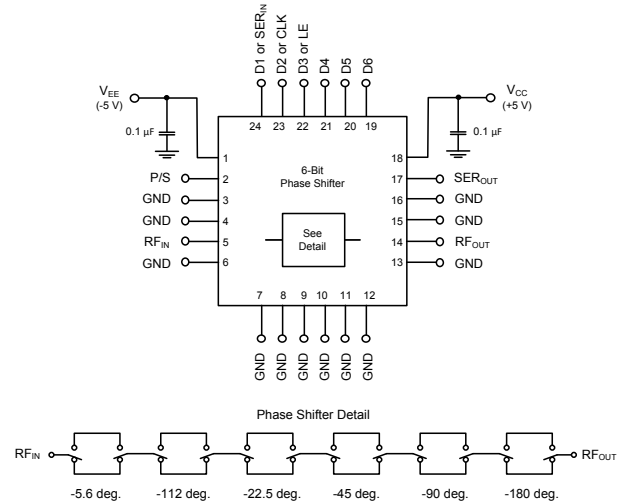 D1 or SERIN
D2 or CLK
D3 or LE
D4
D5
D6
VEE
(-5 V)
VCC
(+5 V)
0.1 µF
0.1 µF
24 23 22 21 20 19
1
18
6-Bit
Phase Shifter
P/S 2
17 SEROUT
GND 3
16 GND
GND 4
15 GND
See
Detail
RFIN 5
14 RFOUT
GND 6
13 GND
7 8 9 10 11 12
GND GND GND GND GND GND
Phase Shifter Detail
RFIN
RFOUT
-5.6 deg. -112 deg. -22.5 deg. -45 deg. -90 deg. -180 deg.